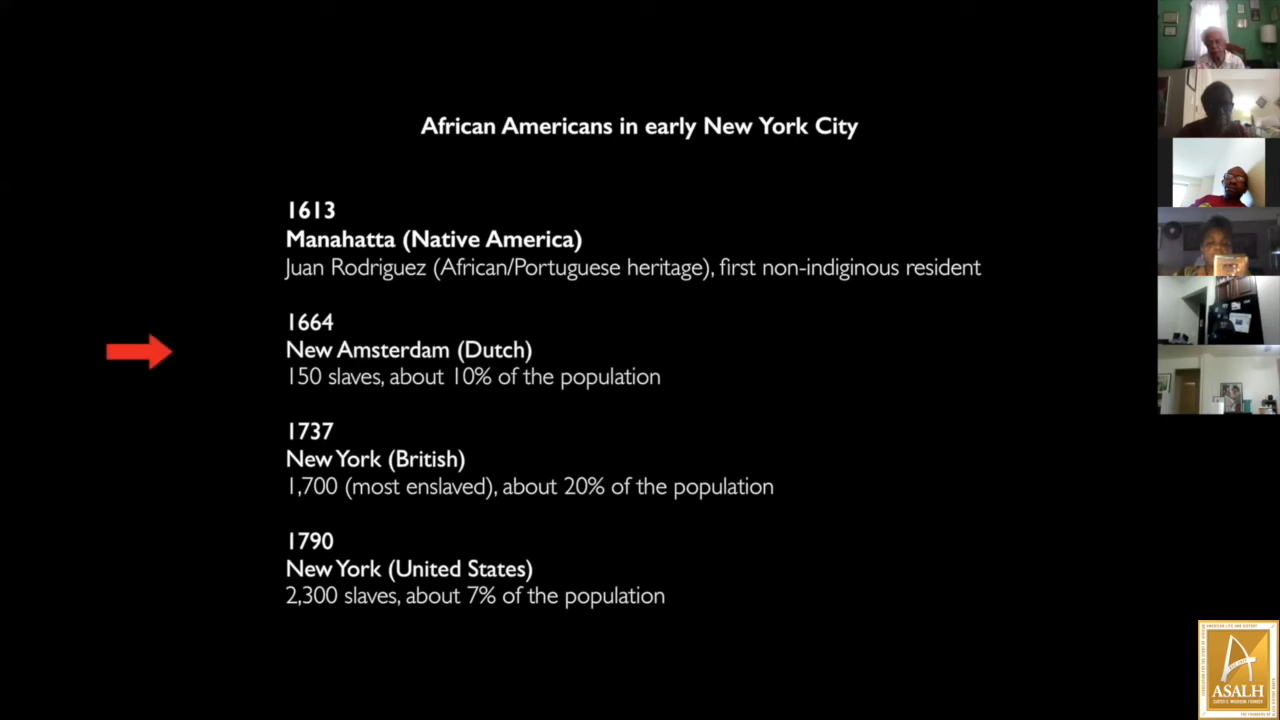 African Americans in early New York City
1613
Manahatta (Native America)
Juan Rodriguez (African/Portuguese heritage), first non-indiginous resident
1664
New Amsterdam (Dutch)
150 slaves, about 10% of the population
1737
New York (British)
1,700 (most enslaved), about 20% of the population
1790
New York (United States)
2,300 slaves, about 7% of the population
ASALH